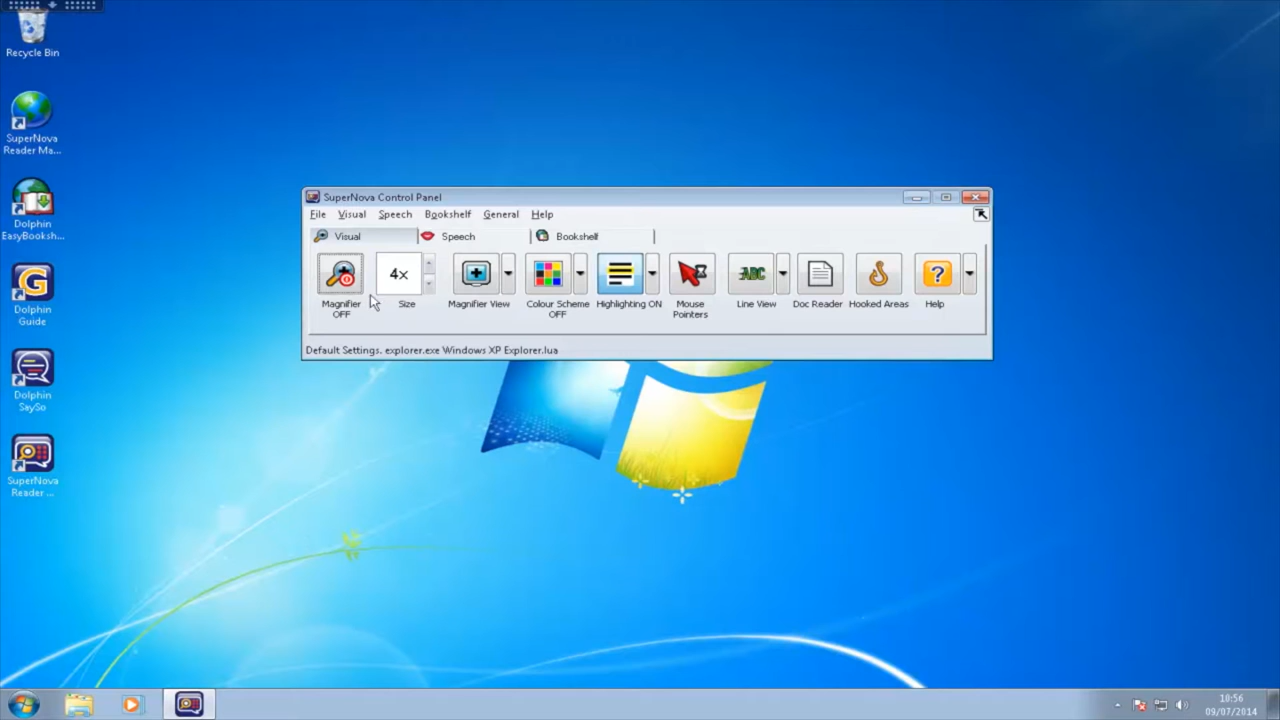 Recycle Bin
SuperNova
Reader Ma...
Dolphin
EasyBooksh...
Dolphin
Guide
Dolphin
SaySo
SuperNova
Reader ...
SuperNova Control Panel
File Visual Speech Bookshelf General Help
Visual Speech Bookshelf
4x
ABC
?
Magnifier
OFF
Size
Magnifier View
Colour Scheme
OFF
Highlighting ON
Mouse
Pointers
Line View
Doc Reader
Hooked Areas
Help
Default Settings. explorer.exe Windows XP Explorer.lua
10:56
09/07/2014